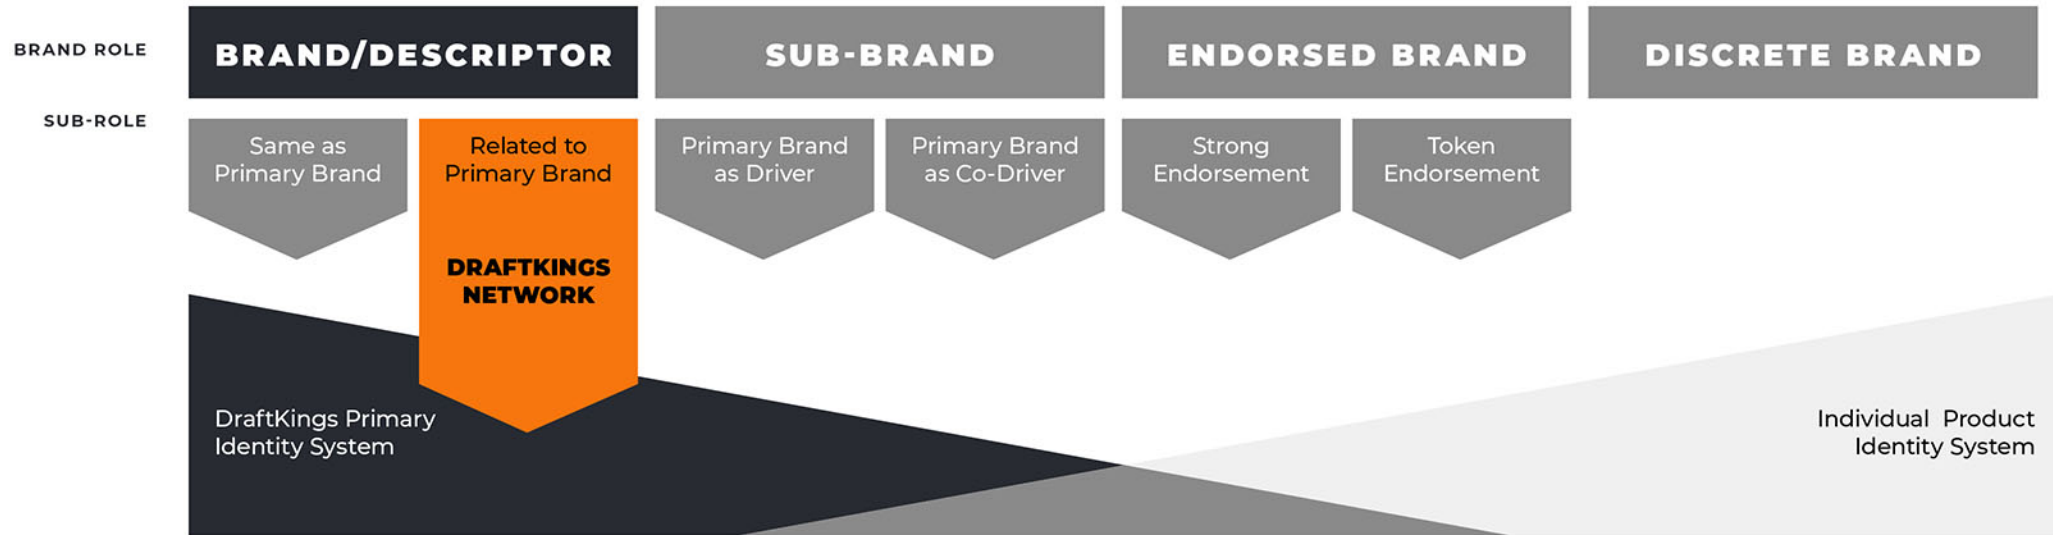 BRAND ROLE
BRAND/DESCRIPTOR
SUB-BRAND
ENDORSED BRAND
DISCRETE BRAND
SUB-ROLE
Same as
Primary Brand
Related to
Primary Brand
DRAFTKINGS
NETWORK
Primary Brand
as Driver
Primary Brand
as Co-Driver
Strong
Endorsement
Token
Endorsement
DraftKings Primary
Identity System
Individual Product
Identity System